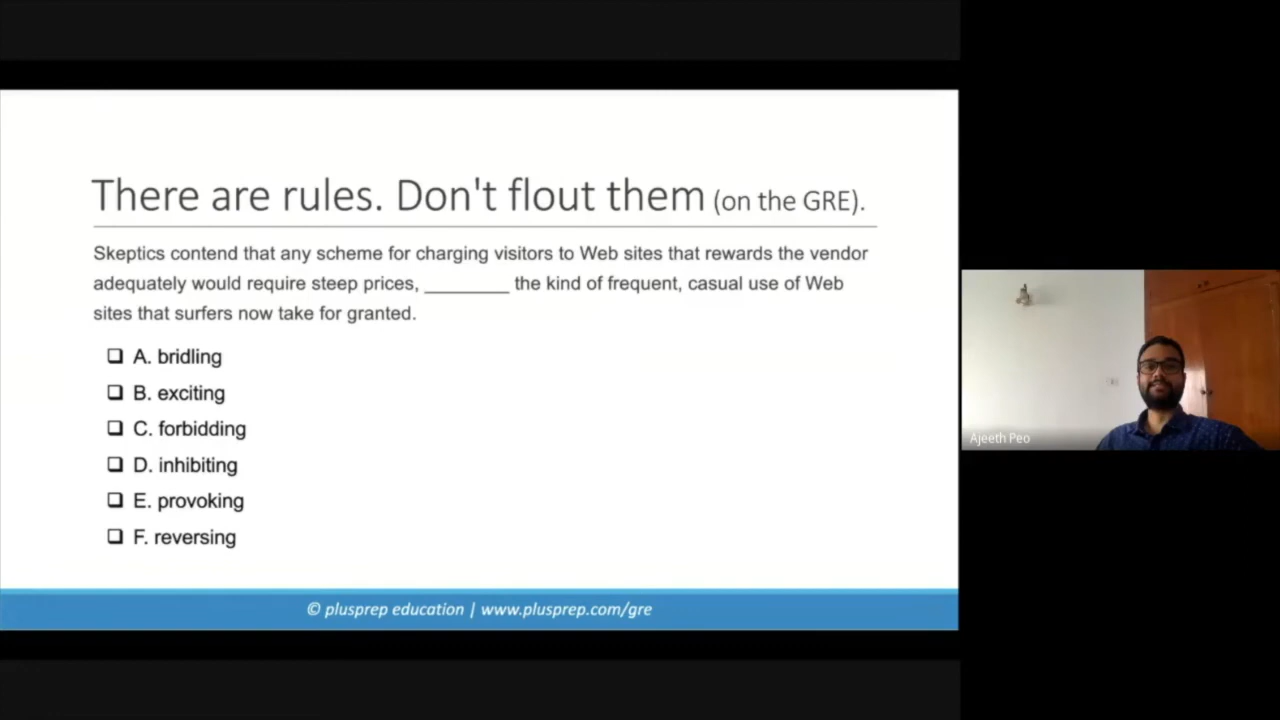 There are rules. Don't flout them (on the GRE).
Skeptics contend that any scheme for charging visitors to Web sites that rewards the vendor
adequately would require steep prices, ________ the kind of frequent, casual use of Web
sites that surfers now take for granted.
❑ A. bridling
❑ B. exciting
❑ C. forbidding
❑ D. inhibiting
❑ E. provoking
❑ F. reversing
© plusprep education | www.plusprep.com/gre
Ajeeth Peo